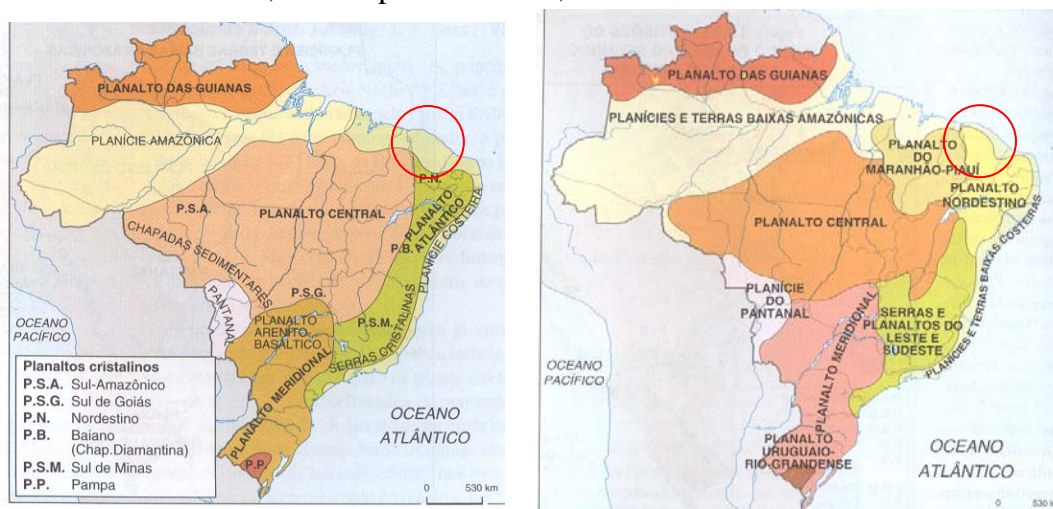 PLANALTO DAS GUIANAS
PLANÍCIE AMAZÔNICA
P.N.
P.S.A.
PLANALTO CENTRAL
PLANALTO
ATLÂNTICO
CHAPADAS SEDIMENTARES
P.B.
PLANÍCIE COSTEIRA
P.S.G.
PANTANAL
PLANALTO
ARENITO-
BASÁLTICO
P.S.M.
SERRAS CRISTALINAS
PLANALTO MERIDIONAL
P.P.
OCEANO
PACÍFICO
OCEANO
ATLÂNTICO
Planaltos cristalinos
P.S.A. Sul-Amazônico
P.S.G. Sul de Goiás
P.N. Nordestino
P.B. Baiano
(Chap.Diamantina)
P.S.M. Sul de Minas
P.P. Pampa
0 530 km
PLANALTO DAS GUIANAS
PLANÍCIES E TERRAS BAIXAS AMAZÔNICAS
PLANALTO
DO
MARANHÃO-PIAUÍ
PLANALTO
NORDESTINO
PLANALTO CENTRAL
PLANÍCIE
DO
PANTANAL
SERRAS E
PLANALTOS DO
LESTE E
SUDESTE
PLANÍCIES E TERRAS BAIXAS COSTEIRAS
PLANALTO MERIDIONAL
PLANALTO
URUGUAIO-
RIO-GRANDENSE
OCEANO
PACÍFICO
OCEANO
ATLÂNTICO
0 530 k